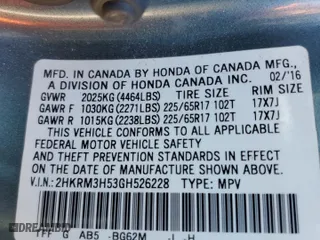 MFD. IN CANADA BY HONDA OF CANADA MFG.,
A DIVISION OF HONDA CANADA INC. 02/'16
GVWR 2025KG (4464LBS) TIRE SIZE RIM SIZE
GAWR F 1030KG (2271LBS) 225/65R17 102T 17X7J
GAWR R 1015KG (2238LBS) 225/65R17 102T 17X7J
THIS VEHICLE CONFORMS TO ALL APPLICABLE
FEDERAL MOTOR VEHICLE SAFETY AND
STANDARDS IN EFFECT ON THE DATE
OF MANUFACTURE SHOWN ABOVE.
V.I.N: 2HKRM3H53GH526228 TYPE: MPV
G AB5 -BG62M